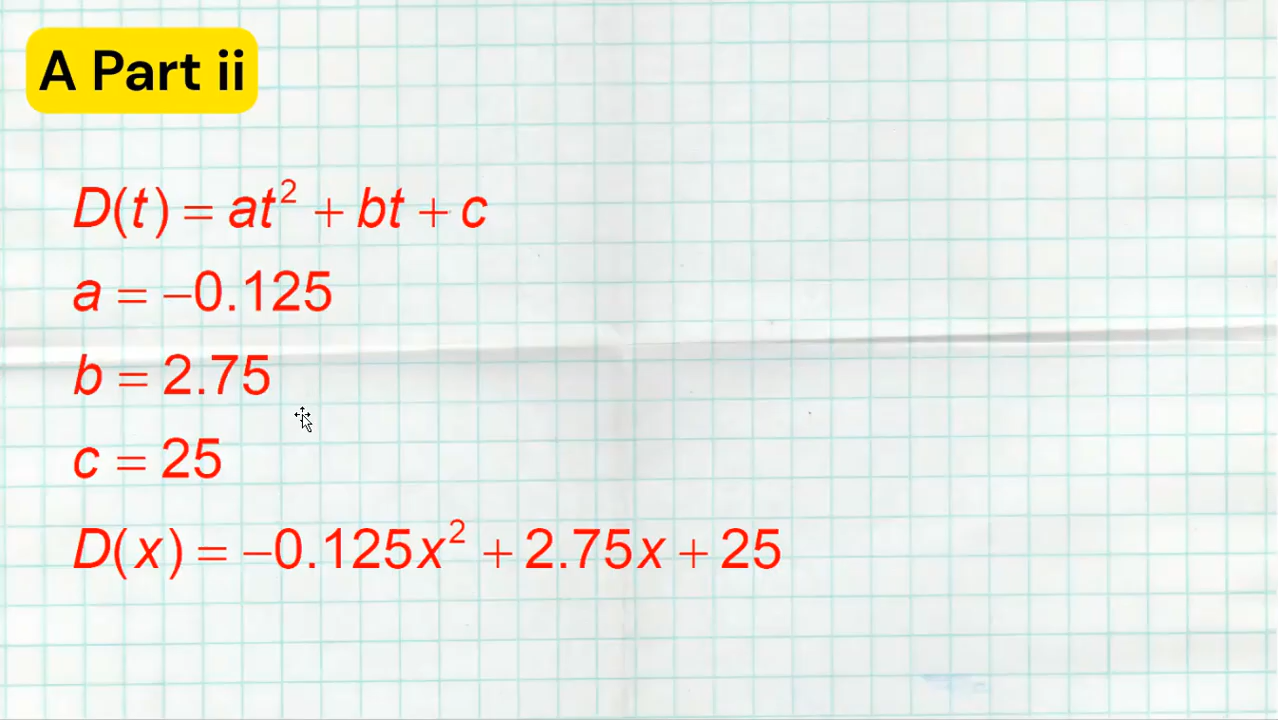 A Part ii
D(t) = at² + bt + c
a = −0.125
b = 2.75
c = 25
D(x) = −0.125x² + 2.75x + 25